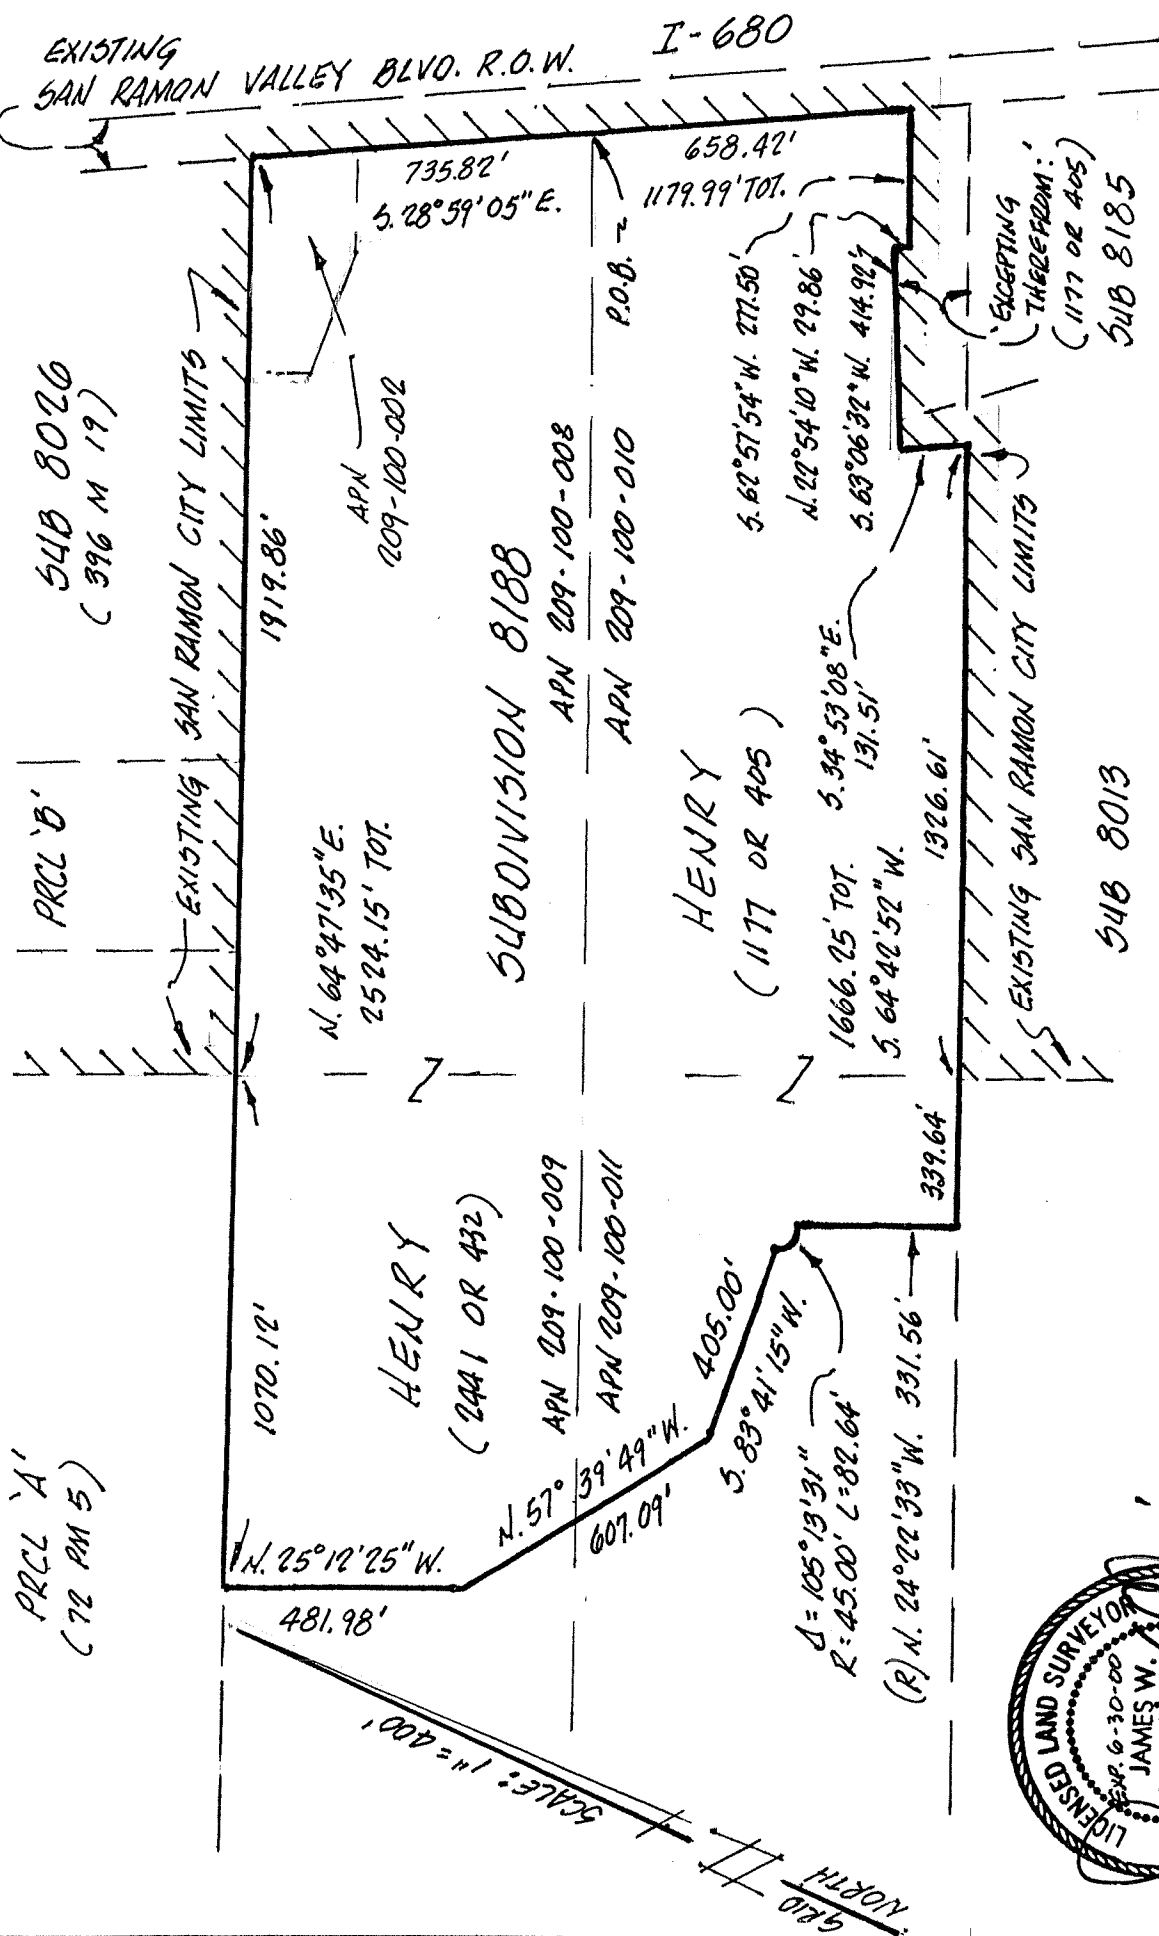 EXISTING
SAN RAMON VALLEY BLVD. R.O.W.
I-680
735.82'
S. 28°59'05" E.
658.42'
1179.99' TOT.
P.O.B.
SUB 8026
(396 M 19)
EXISTING SAN RAMON CITY LIMITS
1919.86'
APN
209-100-002
S. 62°57'54" W. 277.50'
N. 22°54'10" W. 29.86'
S. 63°06'32" W. 414.92'
'EXCEPTING
THEREFROM:'
(1177 OR 405)
SUB 8185
PRCL 'B'
N. 64°47'35" E.
2524.15' TOT.
SUBDIVISION 8188
APN 209-100-008
APN 209-100-010
HENRY
(1177 OR 405)
S. 34°53'08" E.
131.51'
1666.25' TOT.
S. 64°42'52" W.
1326.61'
EXISTING SAN RAMON CITY LIMITS
SUB 8013
PRCL 'A'
(72 PM 5)
1070.12'
HENRY
(2441 OR 432)
APN 209-100-009
APN 209-100-011
339.64'
N. 25°12'25" W.
481.98'
N. 57°39'49" W.
607.09'
405.00'
S. 83°41'15" W.
Δ=105°13'31"
R=45.00' L=82.64'
(R) N. 24°22'33" W. 331.56'
SCALE: 1"=400'
GRID
NORTH
LICENSED LAND SURVEYOR
EXP. 6-30-00
JAMES W.